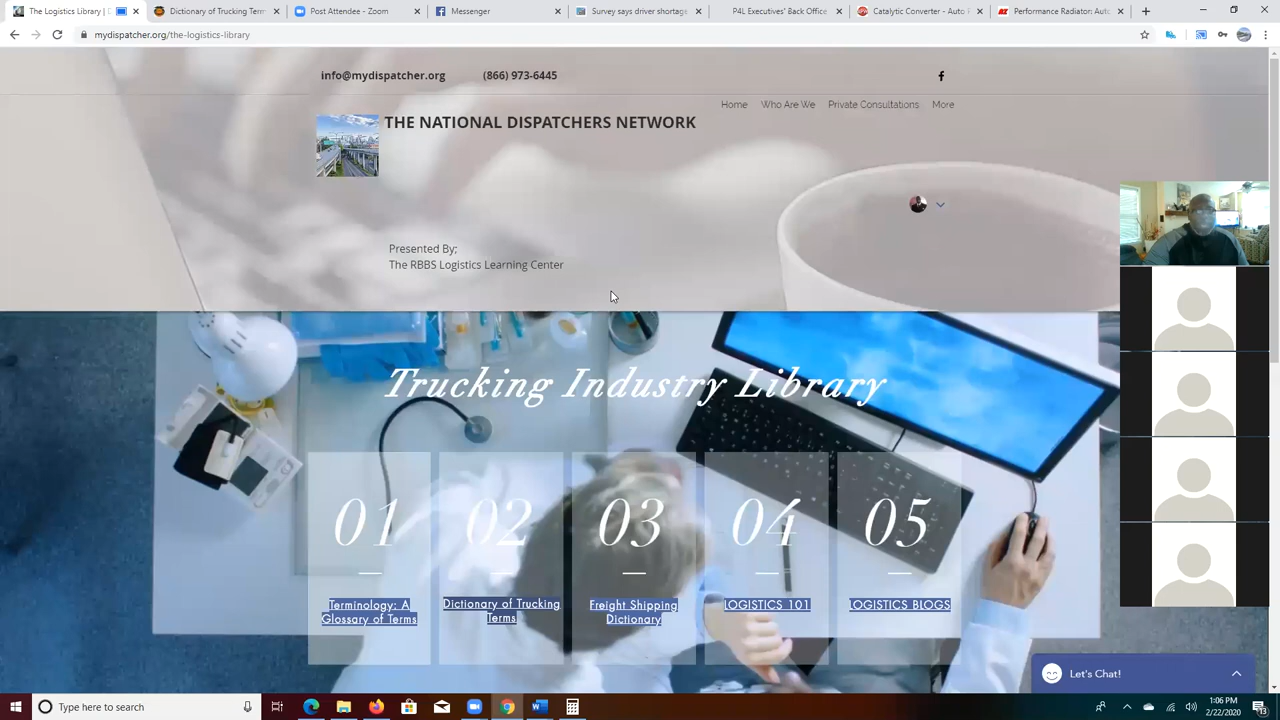 The Logistics Library |
Dictionary of Trucking Term
Post Attendee - Zoom
Messenger
Survey says driver shortage
P4L Executives' Back Office
Catalytic Converter - Auto
Performance Radiator: Auto
mydispatcher.org/the-logistics-library
info@mydispatcher.org (866) 973-6445
Home Who Are We Private Consultations More
THE NATIONAL DISPATCHERS NETWORK
Presented By;
The RBBS Logistics Learning Center
Trucking Industry Library
01 02 03 04 05
Terminology: A
Glossary of Terms
Dictionary of Trucking
Terms
Freight Shipping
Dictionary
LOGISTICS 101
LOGISTICS BLOGS
Let's Chat!
Type here to search
1:06 PM
2/22/2020